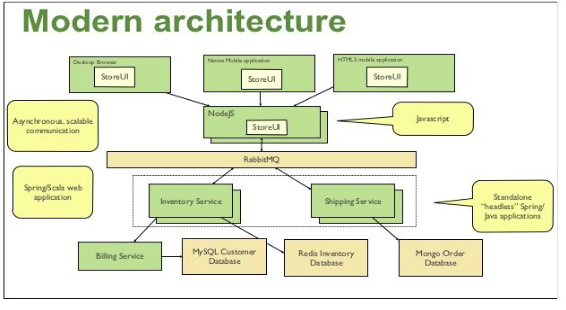 Modern architecture
Desktop Browser
StoreUI
Native Mobile application
StoreUI
HTML5 mobile application
StoreUI
NodeJS
StoreUI
Asynchronous, scalable
communication
Javascript
RabbitMQ
Spring/Scala web
application
Inventory Service
Shipping Service
Standalone
"headless" Spring/
Java applications
Billing Service
MySQL Customer
Database
Redis Inventory
Database
Mongo Order
Database